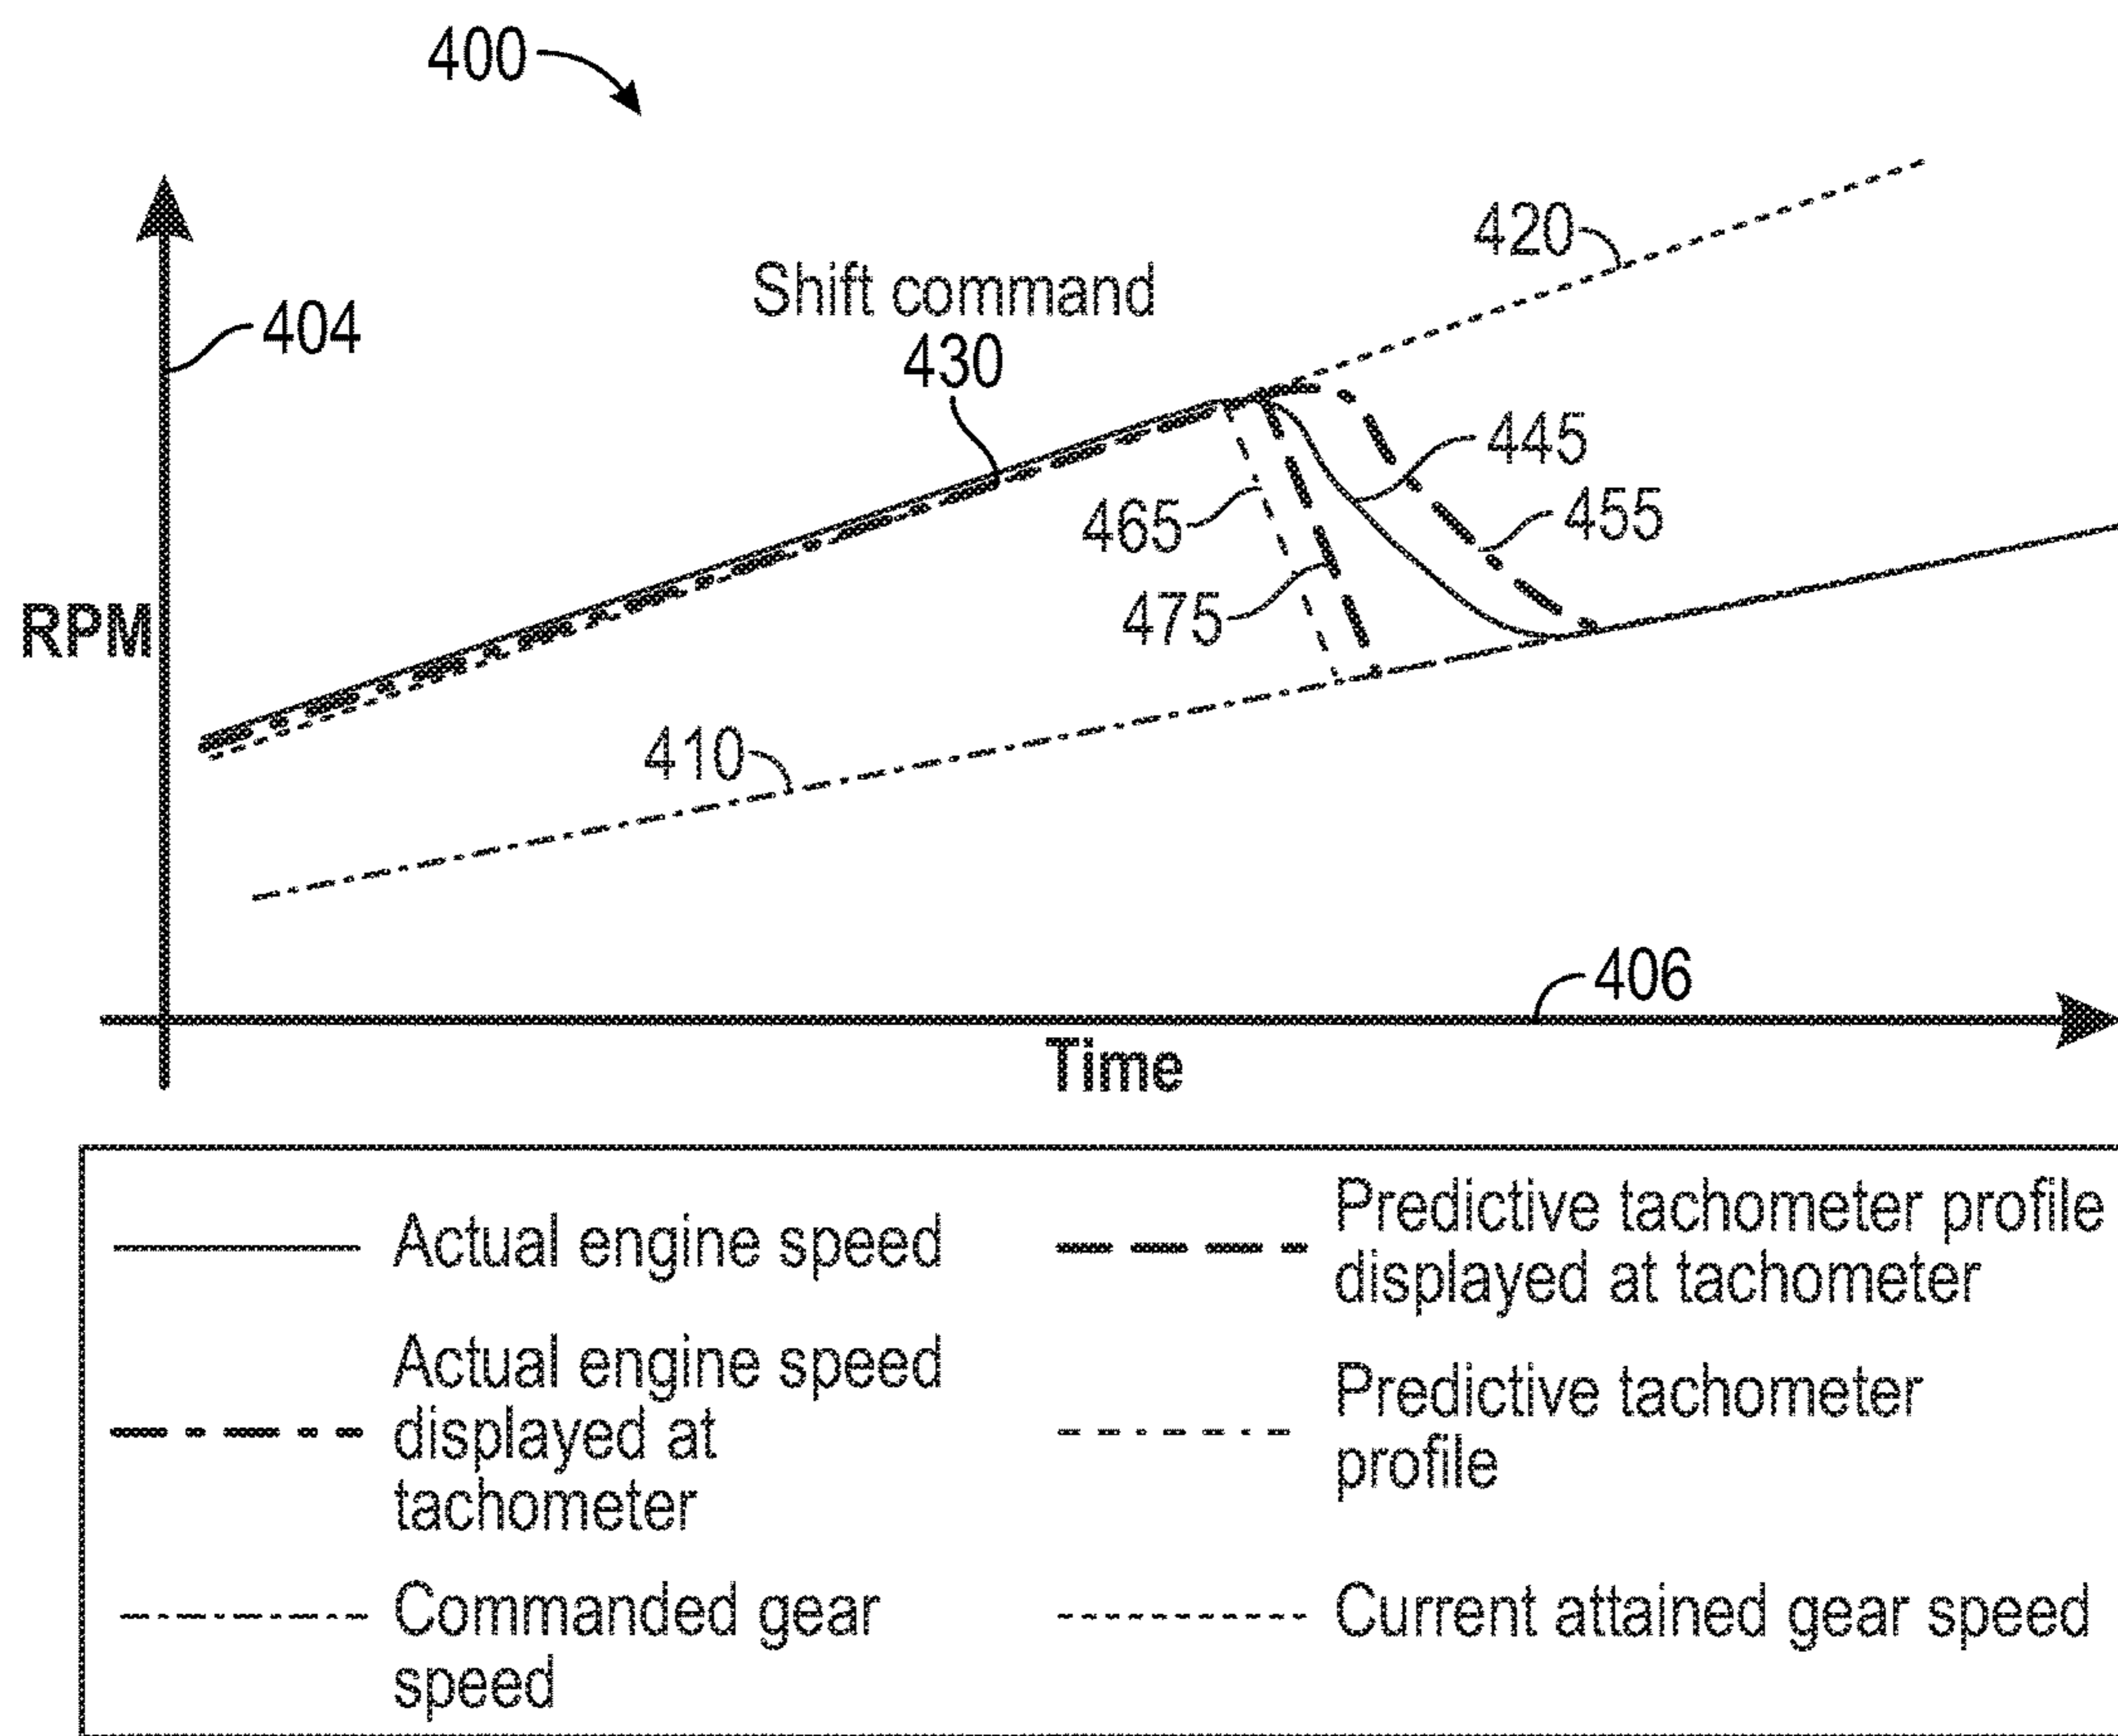 400
404
Shift command
430
420
445
465
455
475
RPM
410
406
Time
Actual engine speed
Actual engine speed
displayed at
tachometer
Commanded gear
speed
Predictive tachometer profile
displayed at tachometer
Predictive tachometer
profile
Current attained gear speed